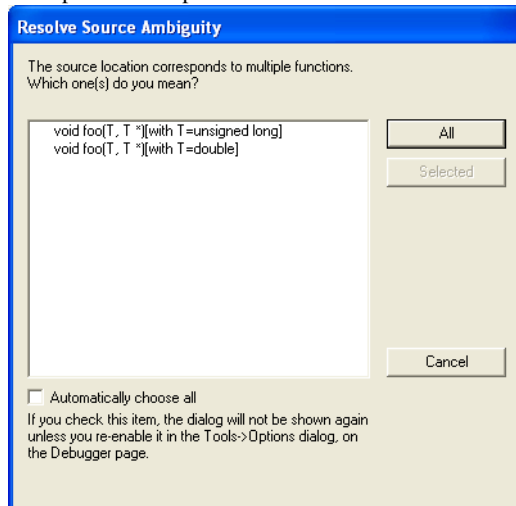 Resolve Source Ambiguity
The source location corresponds to multiple functions.
Which one(s) do you mean?
void foo(T, T *)[with T=unsigned long]
void foo(T, T *)[with T=double]
All
Selected
Cancel
Automatically choose all
If you check this item, the dialog will not be shown again
unless you re-enable it in the Tools->Options dialog, on
the Debugger page.